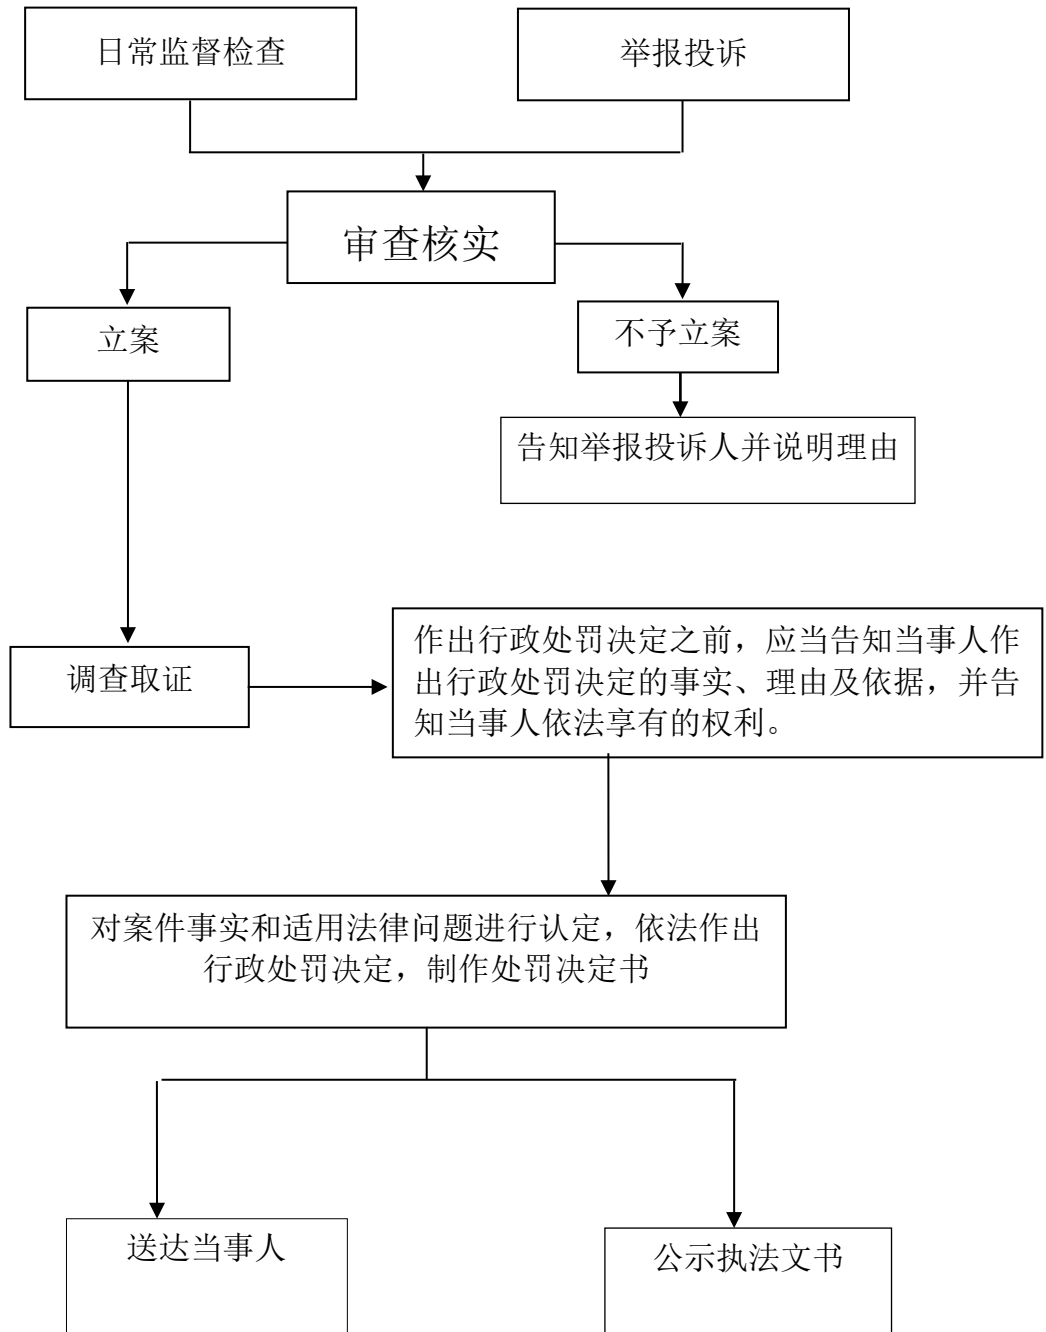 日常监督检查
举报投诉
审查核实
立案
不予立案
告知举报投诉人并说明理由
调查取证
作出行政处罚决定之前，应当告知当事人作
出行政处罚决定的事实、理由及依据，并告
知当事人依法享有的权利。
对案件事实和适用法律问题进行认定，依法作出
行政处罚决定，制作处罚决定书
送达当事人
公示执法文书